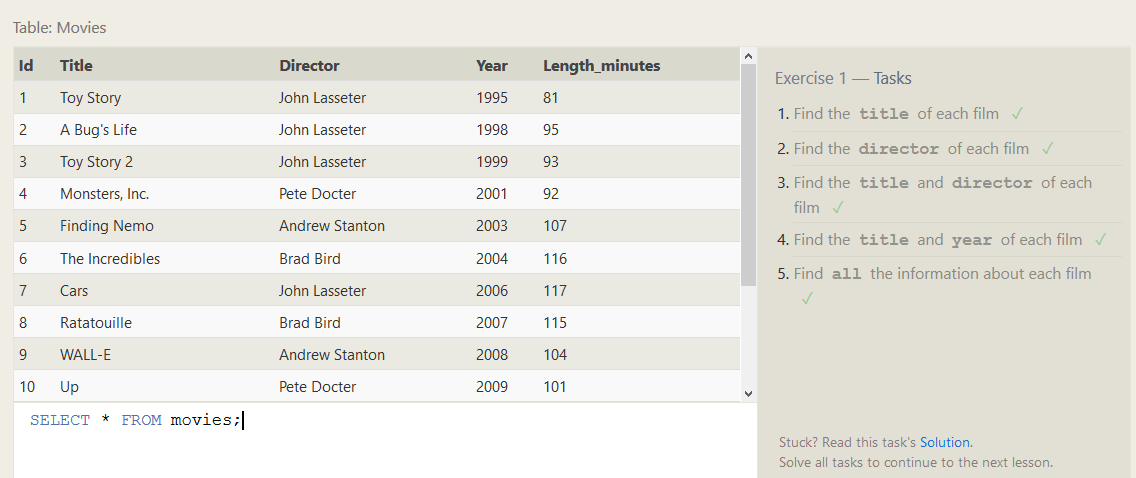 Table: Movies
Id Title Director Year Length_minutes
1 Toy Story John Lasseter 1995 81
2 A Bug's Life John Lasseter 1998 95
3 Toy Story 2 John Lasseter 1999 93
4 Monsters, Inc. Pete Docter 2001 92
5 Finding Nemo Andrew Stanton 2003 107
6 The Incredibles Brad Bird 2004 116
7 Cars John Lasseter 2006 117
8 Ratatouille Brad Bird 2007 115
9 WALL-E Andrew Stanton 2008 104
10 Up Pete Docter 2009 101
SELECT * FROM movies;
Exercise 1 — Tasks
1. Find the title of each film ✓
2. Find the director of each film ✓
3. Find the title and director of each
film ✓
4. Find the title and year of each film ✓
5. Find all the information about each film
✓
Stuck? Read this task's Solution.
Solve all tasks to continue to the next lesson.